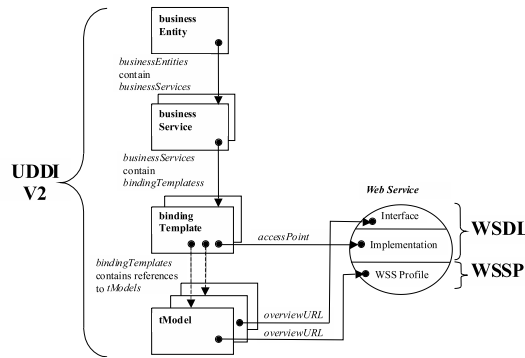 business
Entity
businessEntities
contain
businessServices
business
Service
businessServices
contain
bindingTemplatess
UDDI
V2
Web Service
binding
Template
accessPoint
Interface
Implementation
WSS Profile
WSDL
WSSP
bindingTemplates
contains references
to tModels
tModel
overviewURL
overviewURL